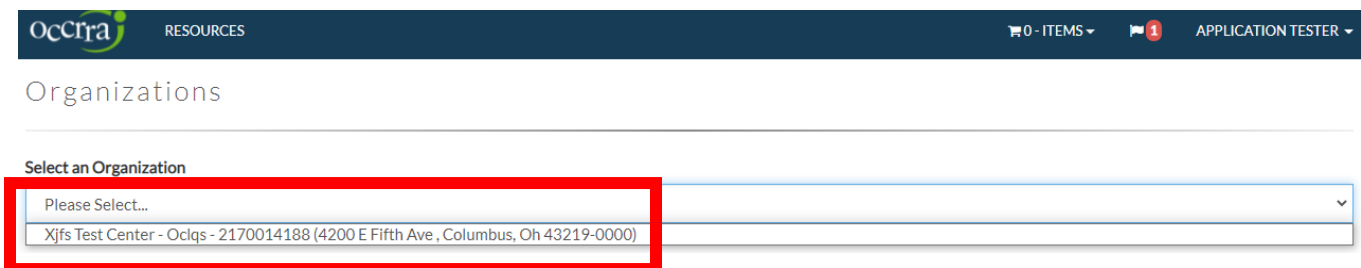 occrra RESOURCES 0 - ITEMS 1 APPLICATION TESTER
Organizations
Select an Organization
Please Select...
Xjfs Test Center - Oclqs - 2170014188 (4200 E Fifth Ave , Columbus, Oh 43219-0000)